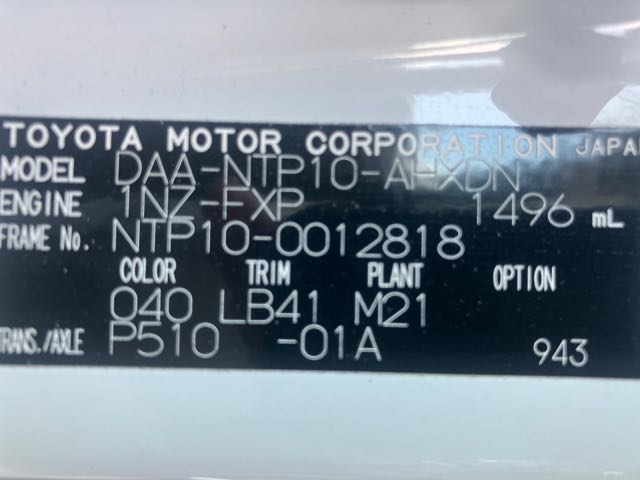 TOYOTA MOTOR CORPORATION JAPAN
MODEL DAA-NTP10-AHXDN
ENGINE 1NZ-FXP 1496 mL
FRAME No. NTP10-0012818
COLOR TRIM PLANT OPTION
040 LB41 M21
TRANS./AXLE P510 -01A 943